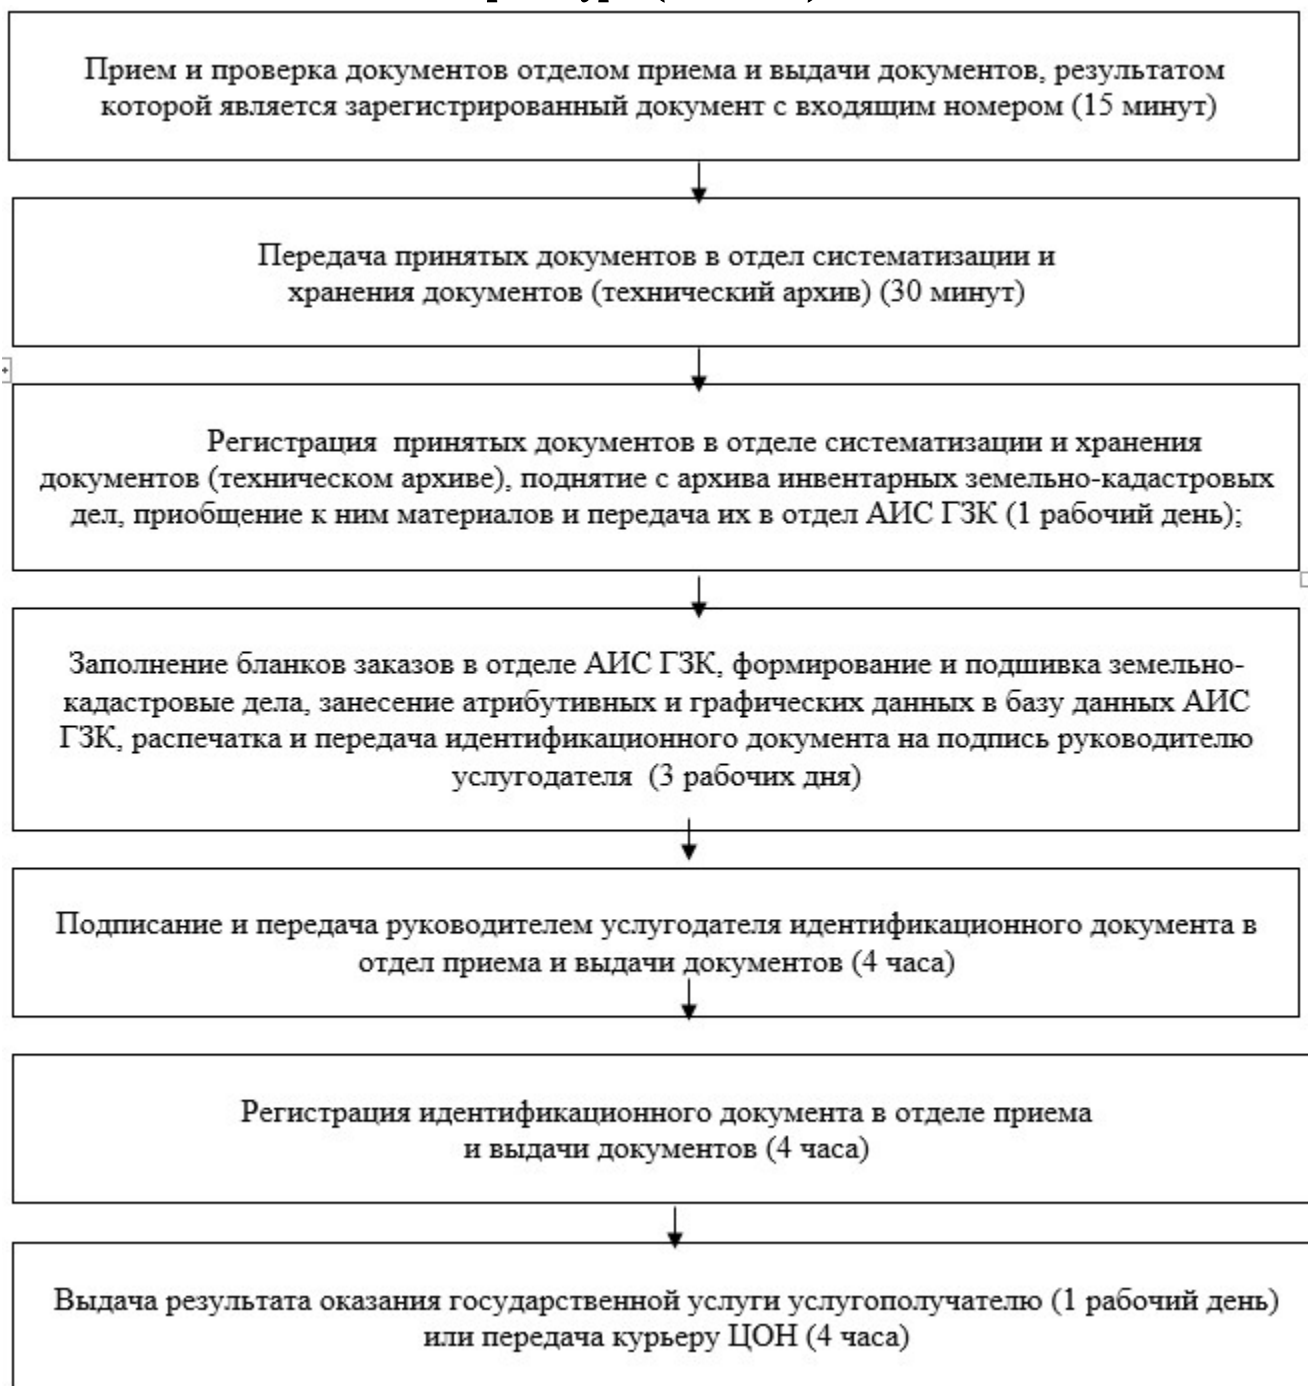 Прием и проверка документов отделом приема и выдачи документов, результатом
которой является зарегистрированный документ с входящим номером (15 минут)
Передача принятых документов в отдел систематизации и
хранения документов (технический архив) (30 минут)
Регистрация принятых документов в отделе систематизации и хранения
документов (техническом архиве), поднятие с архива инвентарных земельно-кадастровых
дел, приобщение к ним материалов и передача их в отдел АИС ГЗК (1 рабочий день);
Заполнение бланков заказов в отделе АИС ГЗК, формирование и подшивка земельно-
кадастровые дела, занесение атрибутивных и графических данных в базу данных АИС
ГЗК, распечатка и передача идентификационного документа на подпись руководителю
услугодателя (3 рабочих дня)
Подписание и передача руководителем услугодателя идентификационного документа в
отдел приема и выдачи документов (4 часа)
Регистрация идентификационного документа в отделе приема
и выдачи документов (4 часа)
Выдача результата оказания государственной услуги услугополучателю (1 рабочий день)
или передача курьеру ЦОН (4 часа)